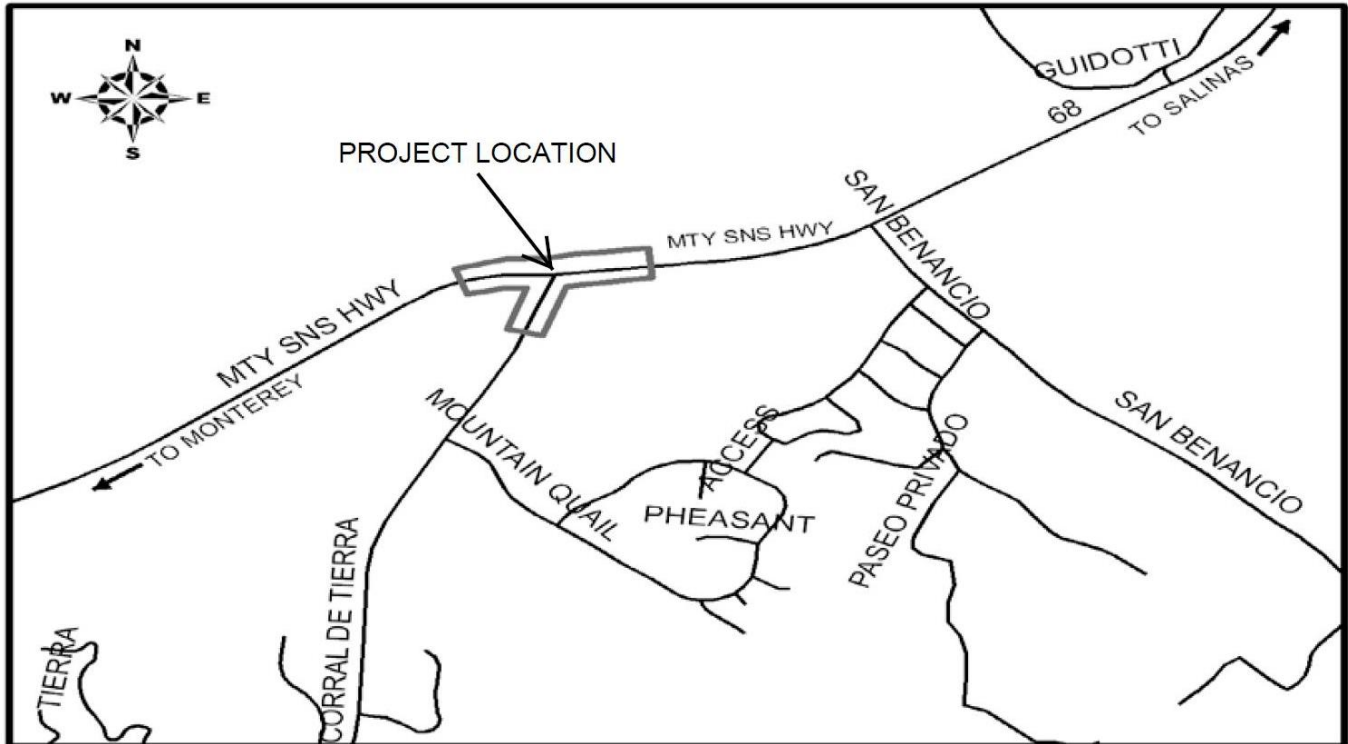 N
W E
S
GUIDOTTI
68
TO SALINAS
PROJECT LOCATION
SAN BENANCIO
MTY SNS HWY
MTY SNS HWY
TO MONTEREY
MOUNTAIN QUAIL
ACCESS
SAN BENANCIO
PHEASANT
PASEO PRIVADO
CORRAL DE TIERRA
TIERRA